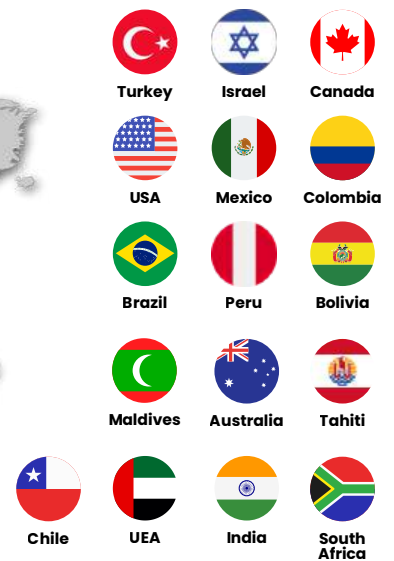 Turkey Israel Canada
USA Mexico Colombia
Brazil Peru Bolivia
Maldives Australia Tahiti
Chile UEA India South
Africa